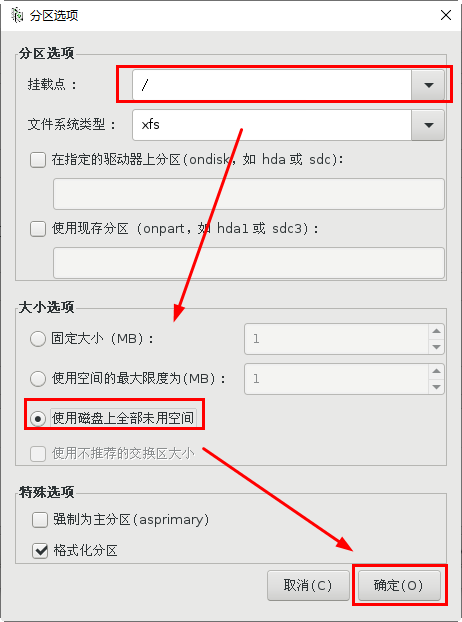 分区选项
分区选项
挂载点：
/
文件系统类型：
xfs
在指定的驱动器上分区(ondisk，如 hda 或 sdc):
使用现存分区 (onpart，如 hda1 或 sdc3)：
大小选项
固定大小 (MB)：
1
使用空间的最大限度为(MB)：
1
使用磁盘上全部未用空间
使用不推荐的交换区大小
特殊选项
强制为主分区(asprimary)
格式化分区
取消(C)
确定(O)